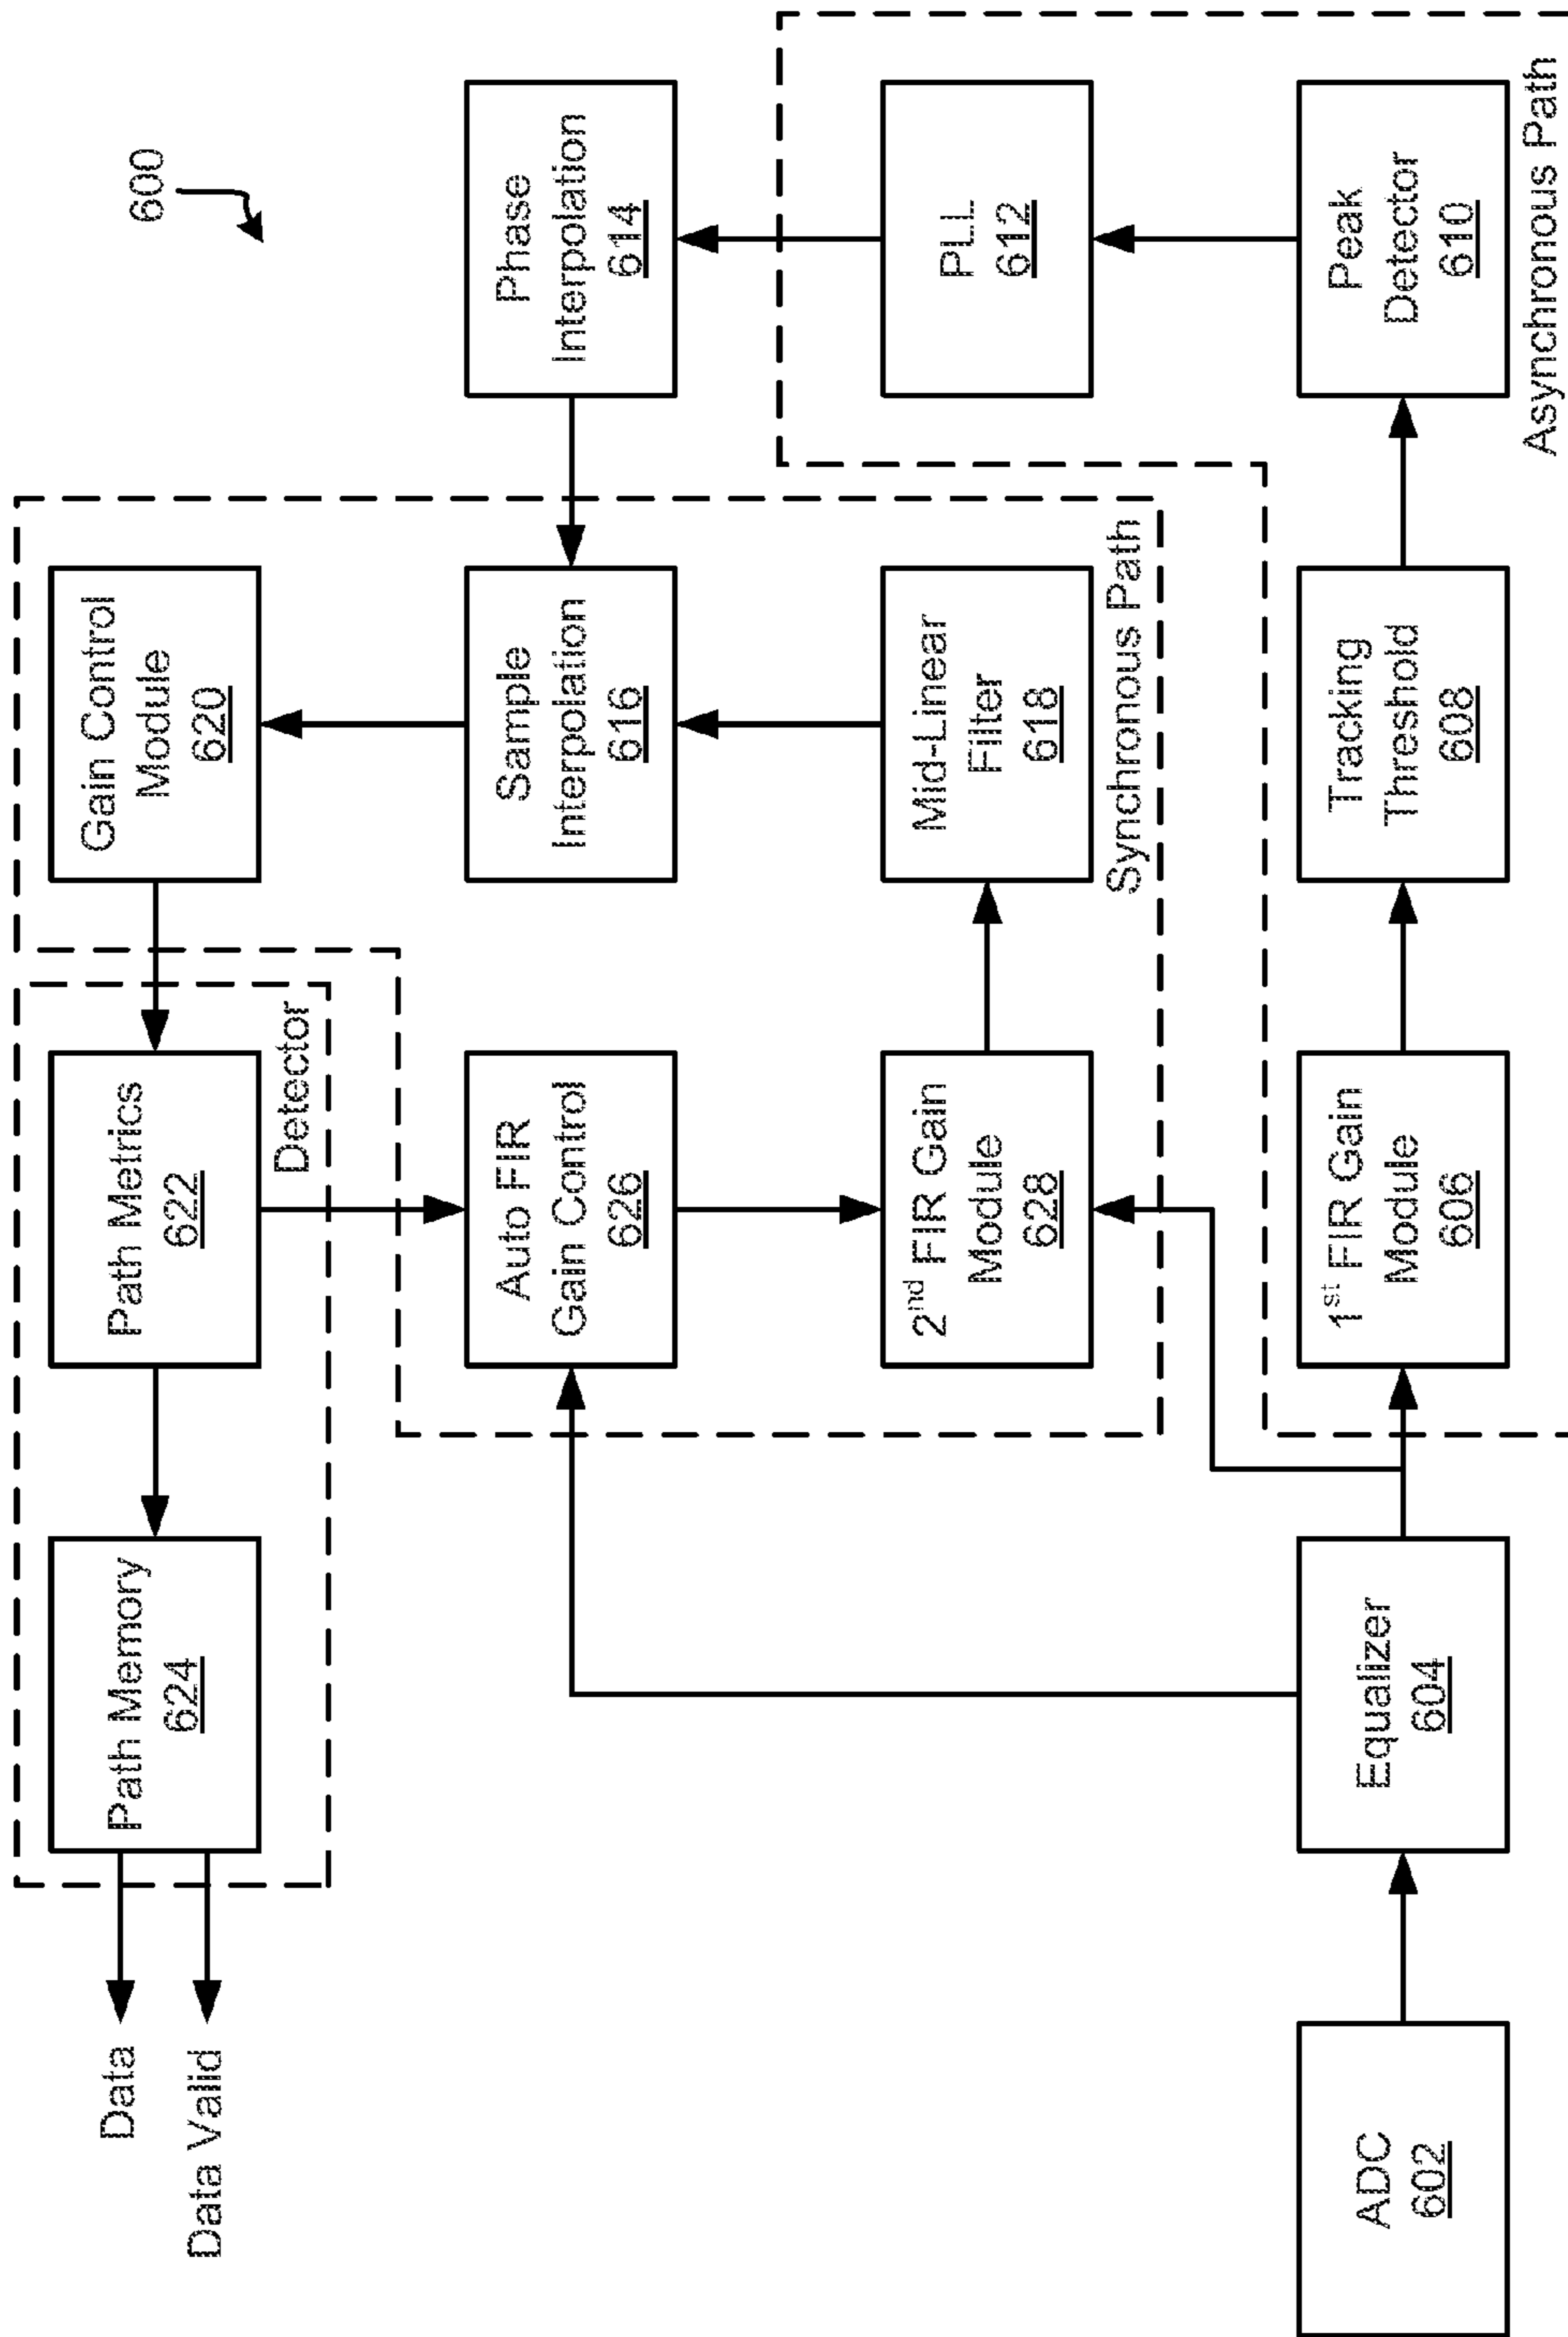 600
Data
Data Valid
Path Memory
624
Path Metrics
622
Detector
Gain Control
Module
620
Auto FIR
Gain Control
626
Sample
Interpolation
616
Phase
Interpolation
614
2nd FIR Gain
Module
628
Mid-Linear
Filter
618
Synchronous Path
PLL
612
ADC
602
Equalizer
604
1st FIR Gain
Module
606
Tracking
Threshold
608
Peak
Detector
610
Asynchronous Path